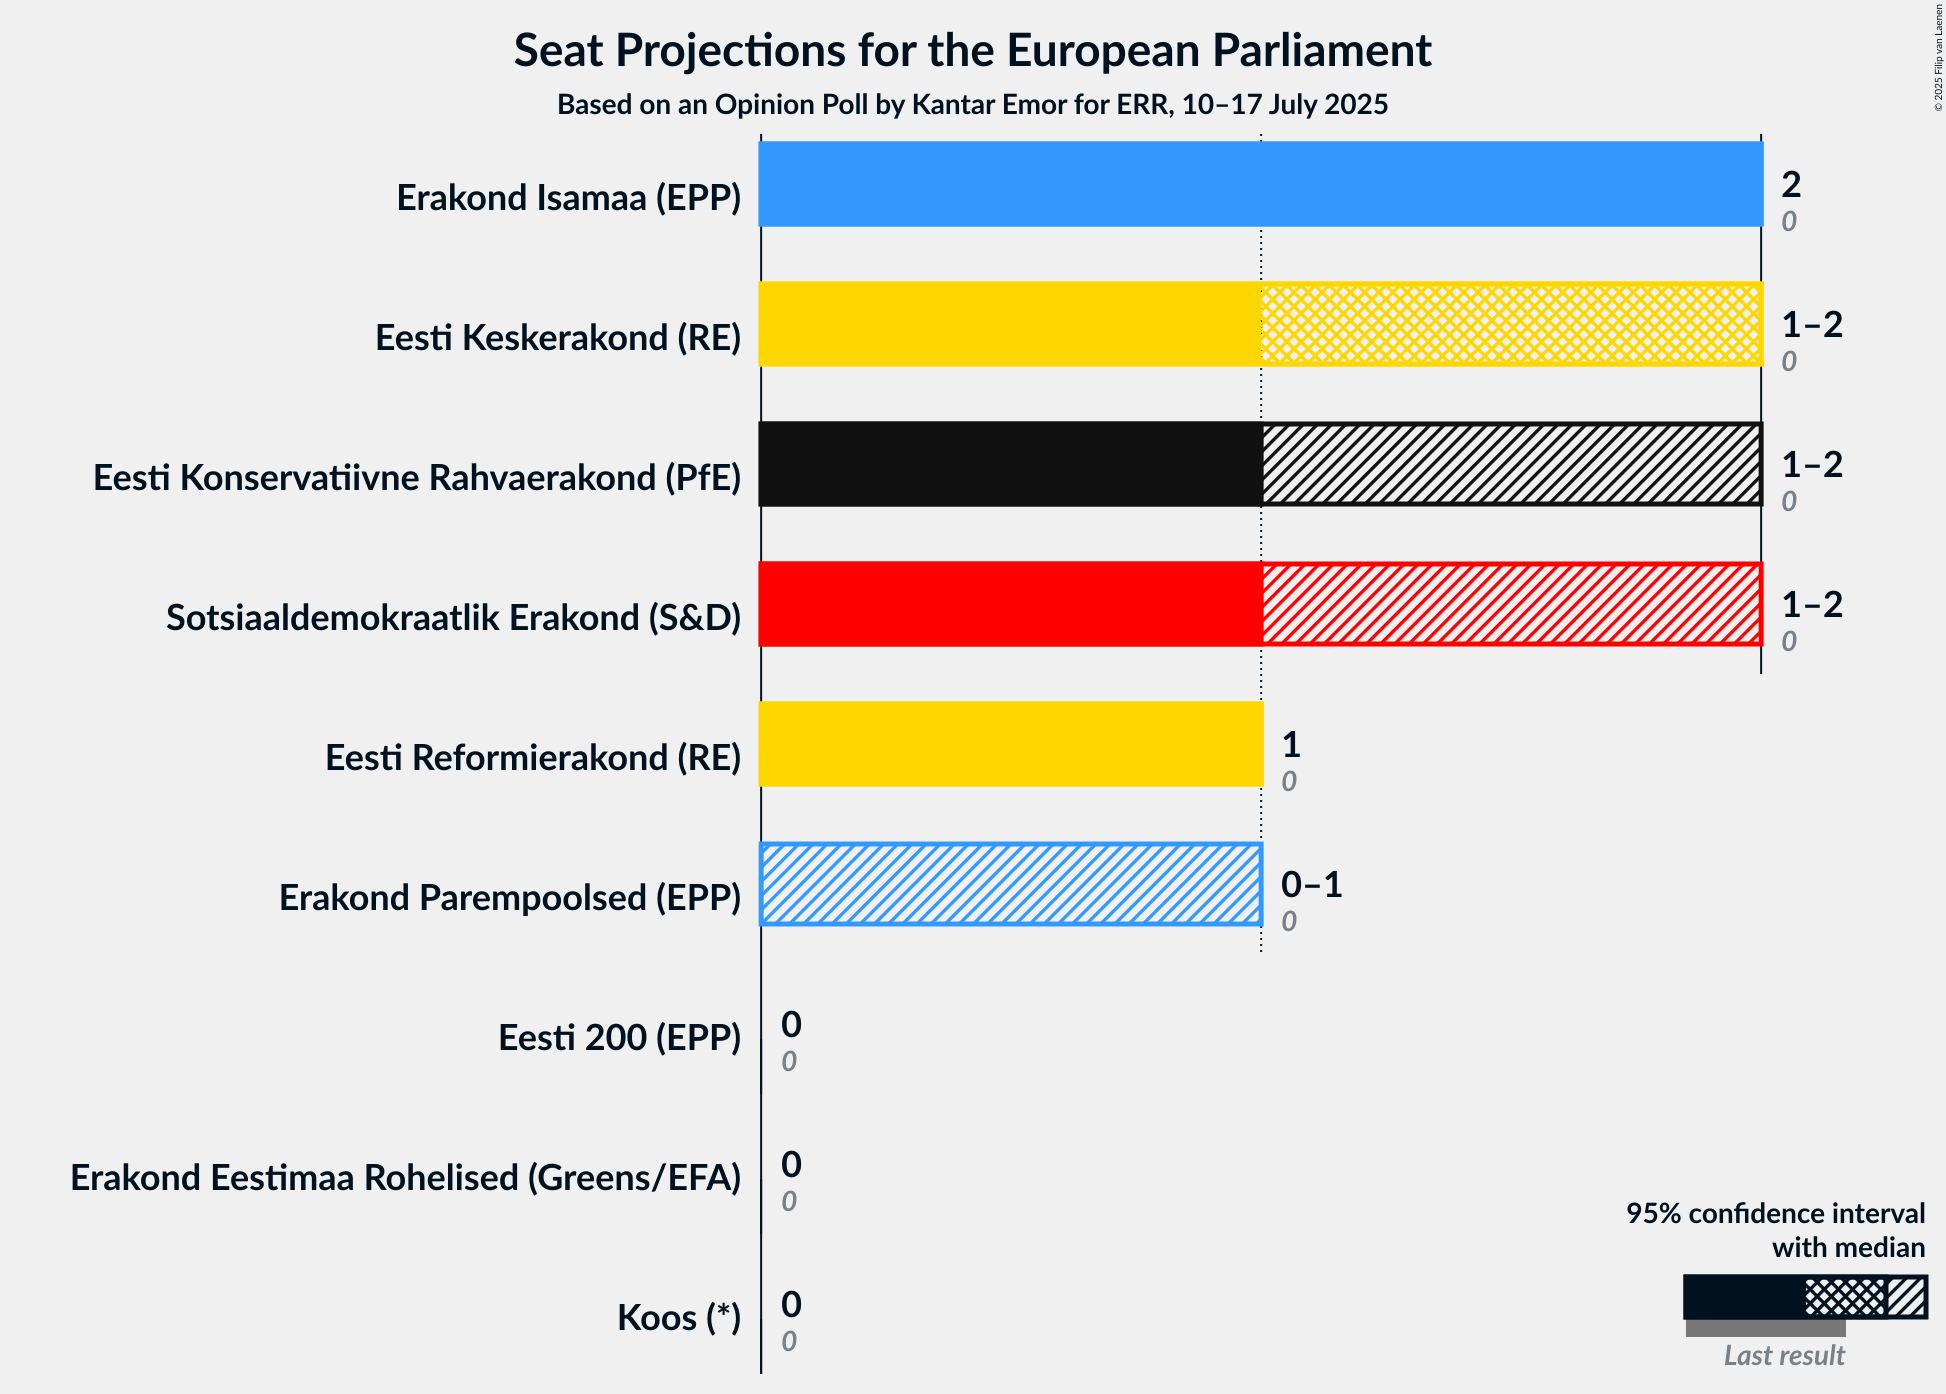 Seat Projections for the European Parliament
Based on an Opinion Poll by Kantar Emor for ERR, 10–17 July 2025
© 2025 Filip van Laenen
Erakond Isamaa (EPP)
2
0
Eesti Keskerakond (RE)
1–2
0
Eesti Konservatiivne Rahvaerakond (PfE)
1–2
0
Sotsiaaldemokraatlik Erakond (S&D)
1–2
0
Eesti Reformierakond (RE)
1
0
Erakond Parempoolsed (EPP)
0–1
0
Eesti 200 (EPP)
0
0
Erakond Eestimaa Rohelised (Greens/EFA)
0
0
Koos (*)
0
0
95% confidence interval
with median
Last result